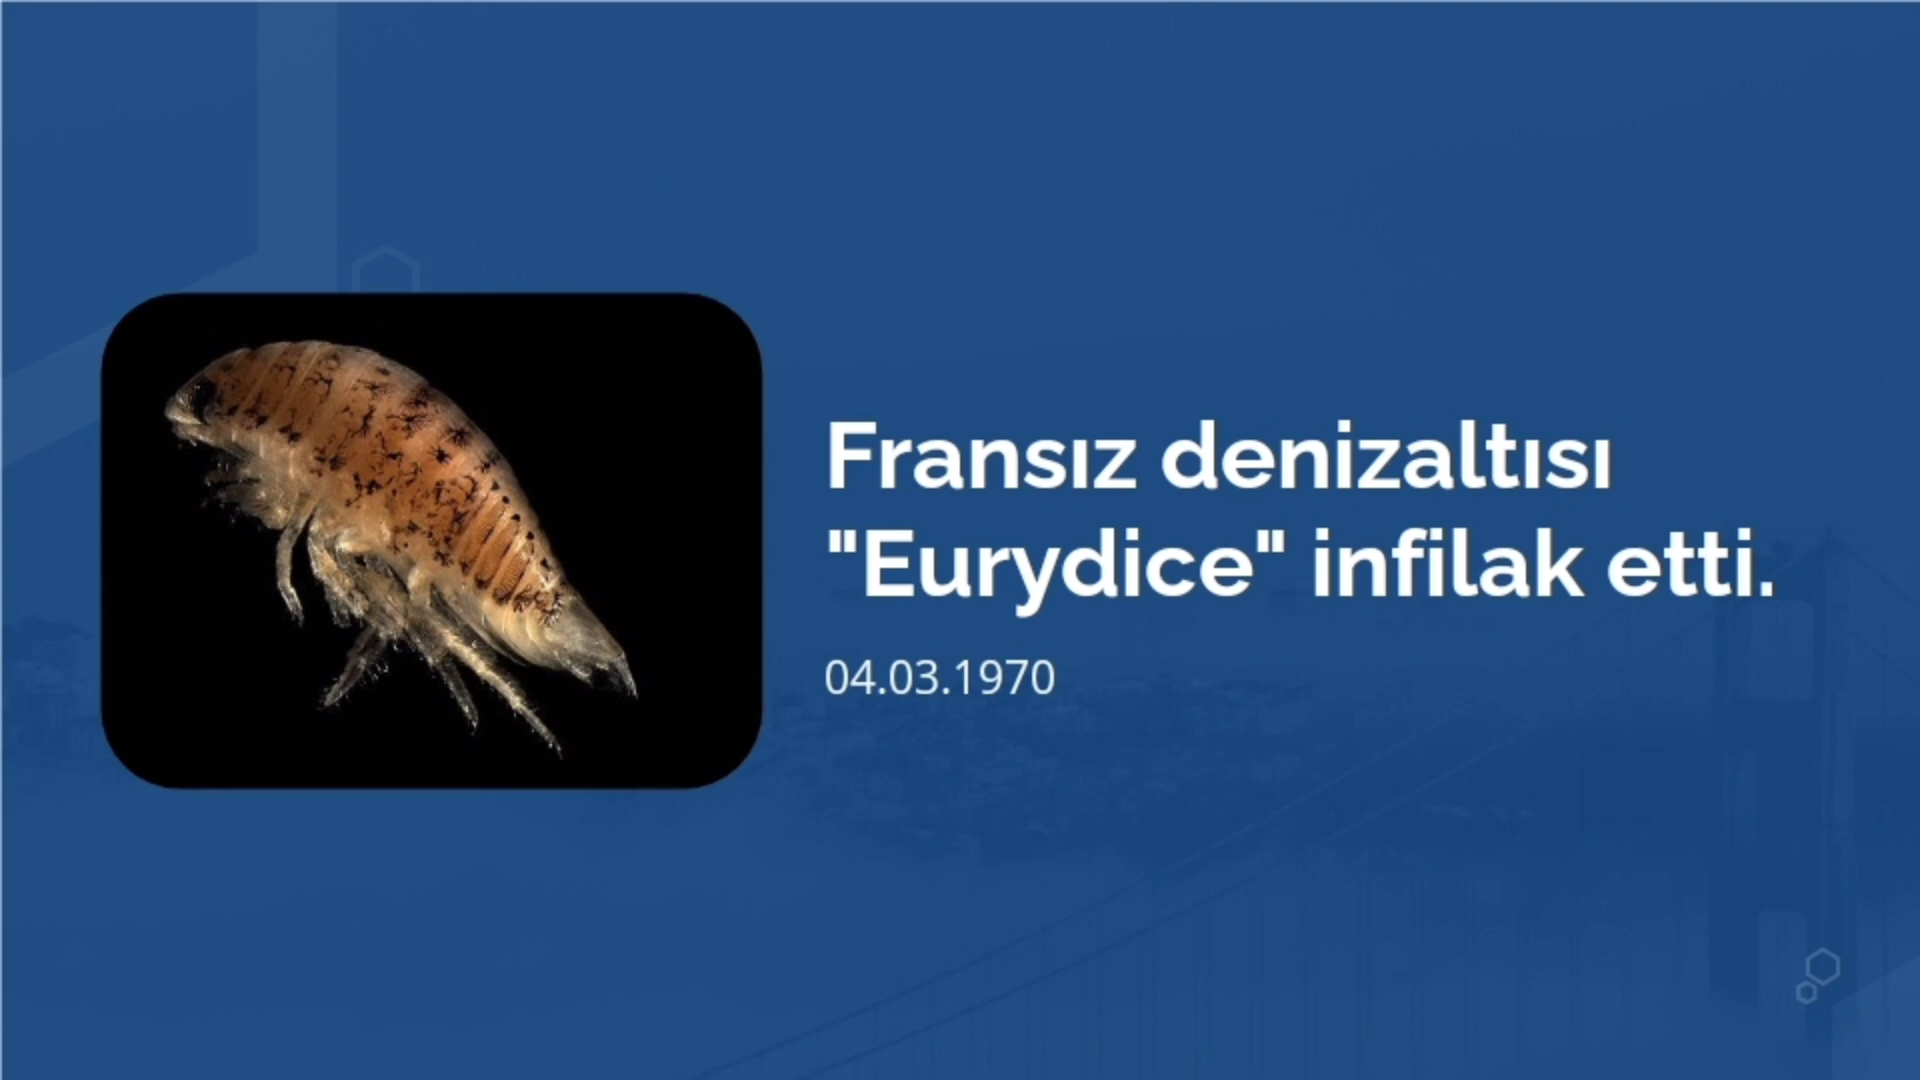 Fransız denizaltısı
"Eurydice" infilak etti.
04.03.1970